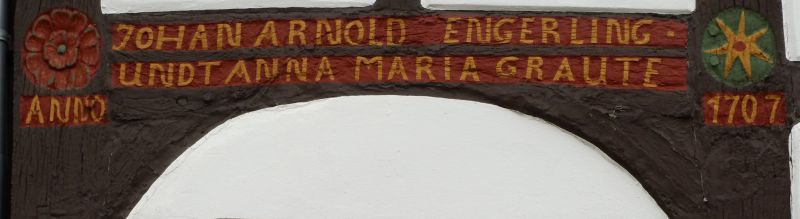 JOHAN ARNOLD ENGERLING ·
UNDT ANNA MARIA GRAUTE
ANNO 1707